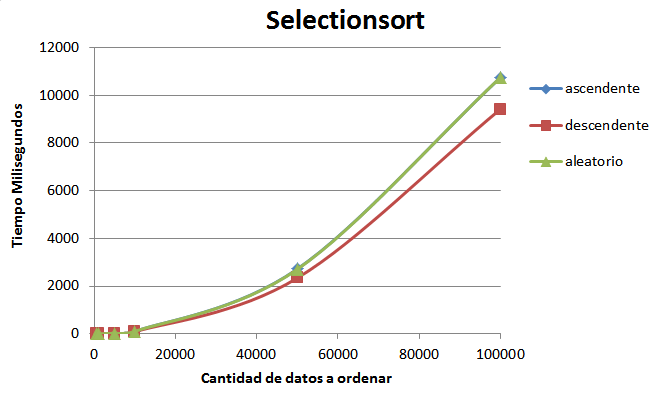 Selectionsort
12000
10000
8000
6000
4000
2000
0
Tiempo Milisegundos
0 20000 40000 60000 80000 100000
Cantidad de datos a ordenar
ascendente
descendente
aleatorio